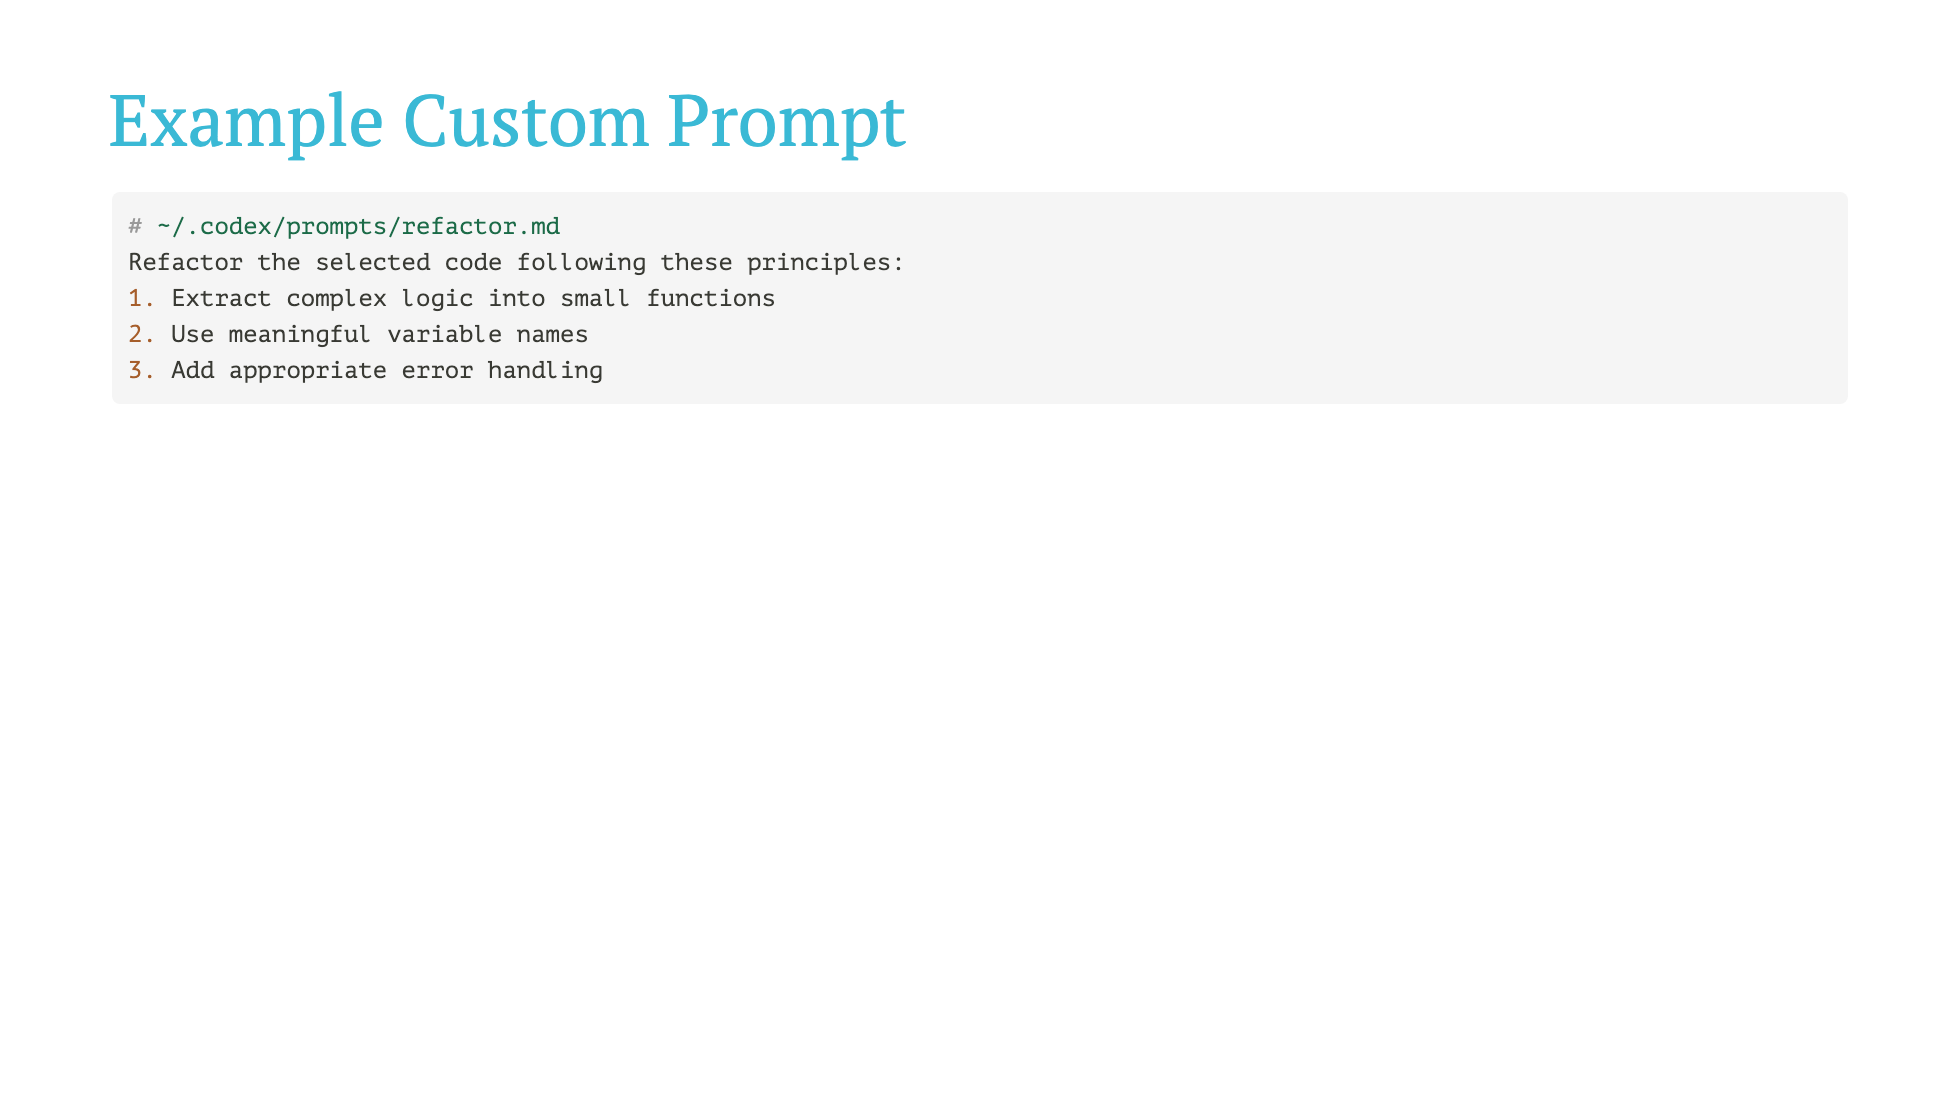 Example Custom Prompt
# ~/.codex/prompts/refactor.md
Refactor the selected code following these principles:
1. Extract complex logic into small functions
2. Use meaningful variable names
3. Add appropriate error handling